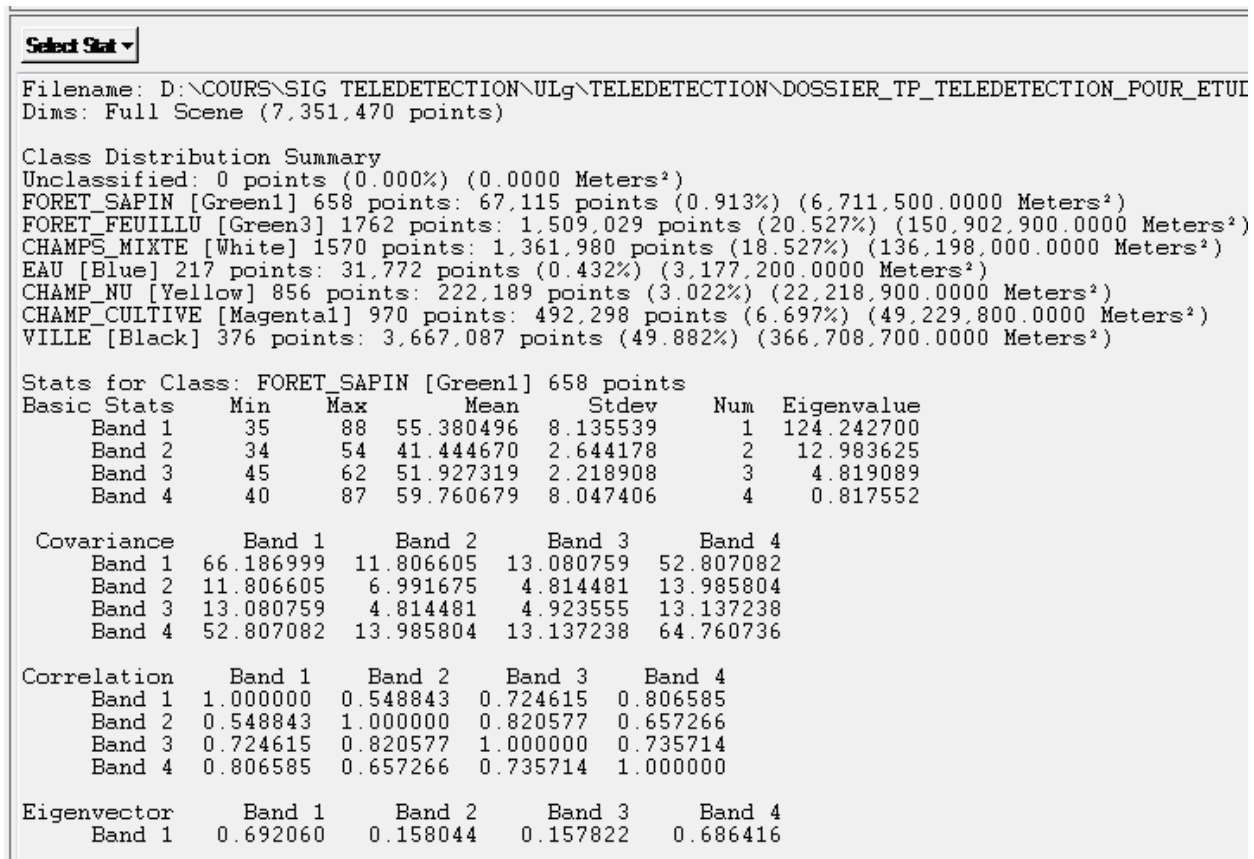 Select Stat
Filename: D:\COURS\SIG TELEDETECTION\ULg\TELEDETECTION\DOSSIER_TP_TELEDETECTION_POUR_ETUD
Dims: Full Scene (7,351,470 points)
Class Distribution Summary
Unclassified: 0 points (0.000%) (0.0000 Meters²)
FORET_SAPIN [Green1] 658 points: 67,115 points (0.913%) (6,711,500.0000 Meters²)
FORET_FEUILLU [Green3] 1762 points: 1,509,029 points (20.527%) (150,902,900.0000 Meters²)
CHAMPS_MIXTE [White] 1570 points: 1,361,980 points (18.527%) (136,198,000.0000 Meters²)
EAU [Blue] 217 points: 31,772 points (0.432%) (3,177,200.0000 Meters²)
CHAMP_NU [Yellow] 856 points: 222,189 points (3.022%) (22,218,900.0000 Meters²)
CHAMP_CULTIVE [Magenta1] 970 points: 492,298 points (6.697%) (49,229,800.0000 Meters²)
VILLE [Black] 376 points: 3,667,087 points (49.882%) (366,708,700.0000 Meters²)
Stats for Class: FORET_SAPIN [Green1] 658 points
Basic Stats Min Max Mean Stdev Num Eigenvalue
Band 1 35 88 55.380496 8.135539 1 124.242700
Band 2 34 54 41.444670 2.644178 2 12.983625
Band 3 45 62 51.927319 2.218908 3 4.819089
Band 4 40 87 59.760679 8.047406 4 0.817552
Covariance Band 1 Band 2 Band 3 Band 4
Band 1 66.186999 11.806605 13.080759 52.807082
Band 2 11.806605 6.991675 4.814481 13.985804
Band 3 13.080759 4.814481 4.923555 13.137238
Band 4 52.807082 13.985804 13.137238 64.760736
Correlation Band 1 Band 2 Band 3 Band 4
Band 1 1.000000 0.548843 0.724615 0.806585
Band 2 0.548843 1.000000 0.820577 0.657266
Band 3 0.724615 0.820577 1.000000 0.735714
Band 4 0.806585 0.657266 0.735714 1.000000
Eigenvector Band 1 Band 2 Band 3 Band 4
Band 1 0.692060 0.158044 0.157822 0.686416